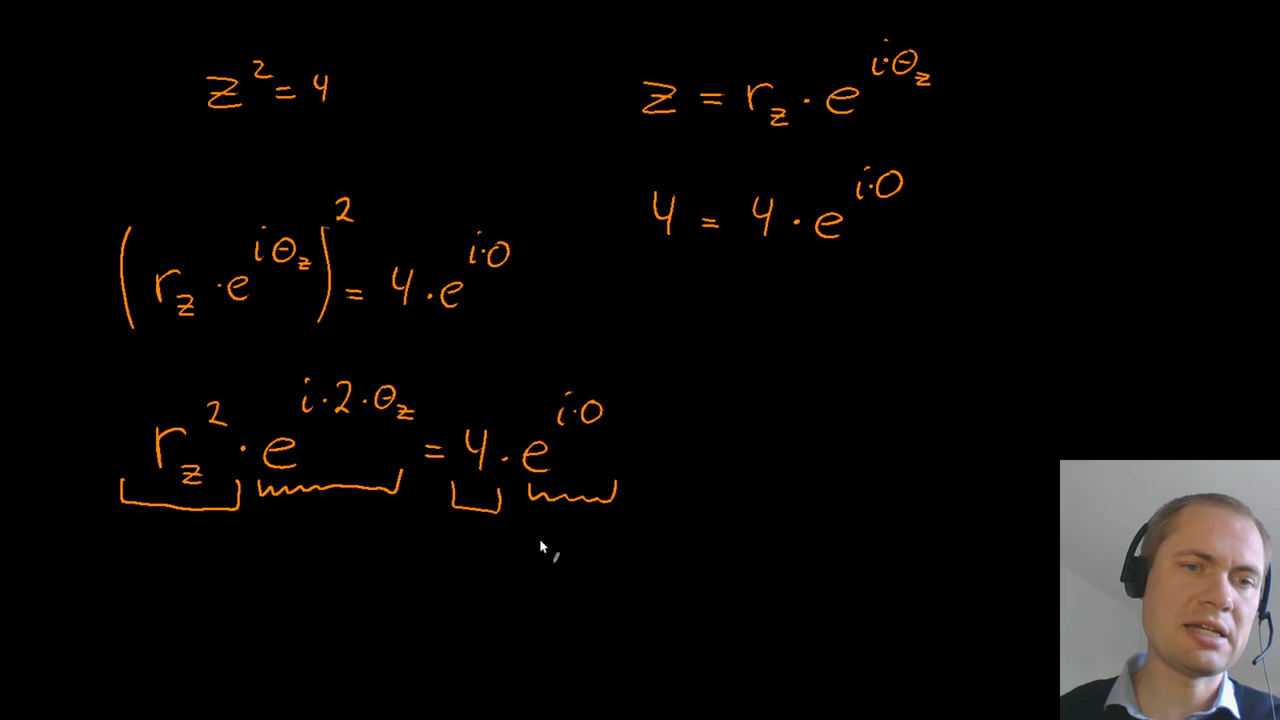 z² = 4
z = r_z · e^{i·θ_z}
4 = 4 · e^{i·0}
(r_z · e^{iθ_z})² = 4 · e^{i·0}
r_z² · e^{i·2·θ_z} = 4 · e^{i·0}